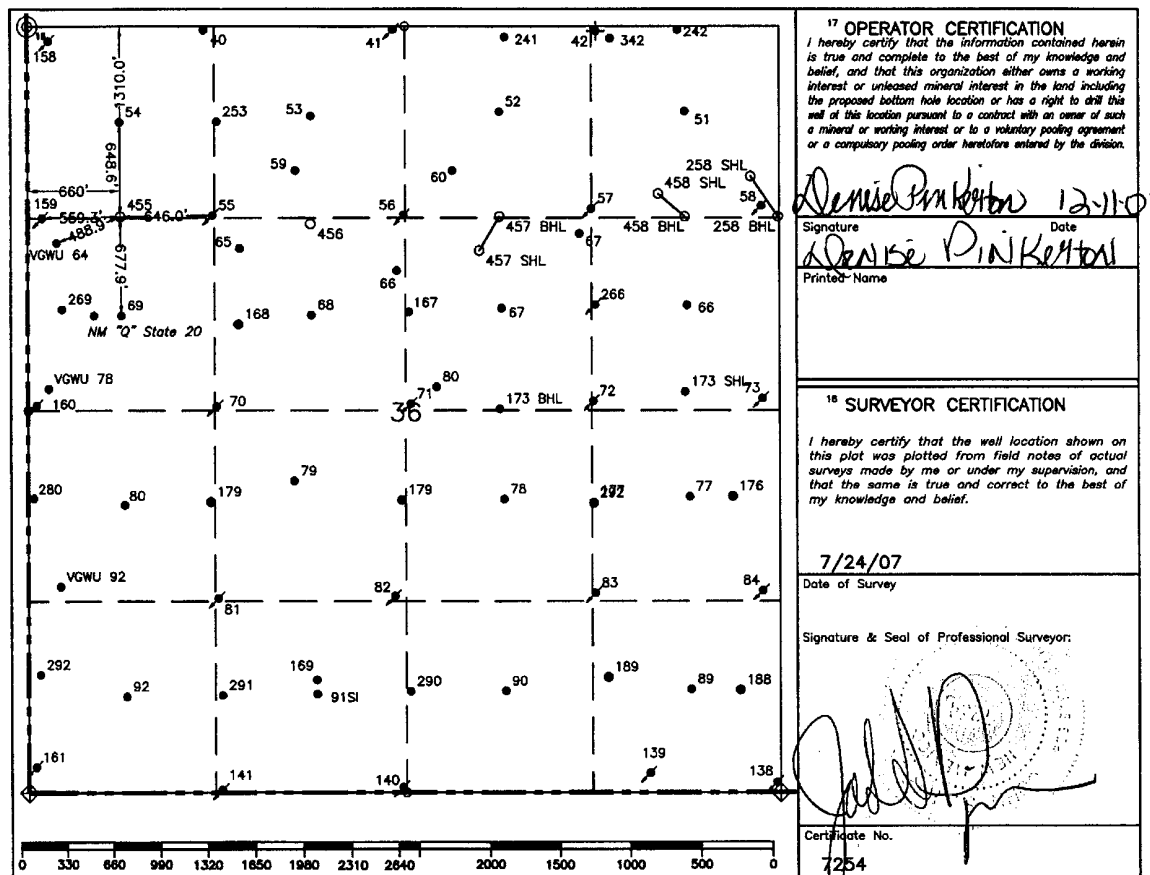 158
40
41
241
42
342
242
1310.0'
54
253
53
52
51
648.6'
59
60
258 SHL
458 SHL
660'
159
559.3'
455
646.0'
55
56
57
58
488.9'
456
457 BHL
67
458 BHL
258 BHL
VGWU 64
65
457 SHL
677.9'
66
269
69
168
68
167
67
266
66
NM "Q" State 20
VGWU 78
80
173 SHL
73
160
70
71
173 BHL
72
36
79
280
80
179
179
78
77
176
VGWU 92
81
82
83
84
292
169
189
92
291
91SI
290
90
89
188
161
139
141
140
138
0 330 660 990 1320 1650 1980 2310 2640 2000 1500 1000 500 0
17 OPERATOR CERTIFICATION
I hereby certify that the information contained herein
is true and complete to the best of my knowledge and
belief, and that this organization either owns a working
interest or unleased mineral interest in the land including
the proposed bottom hole location or has a right to drill this
well at this location pursuant to a contract with an owner of such
a mineral or working interest or to a voluntary pooling agreement
or a compulsory pooling order heretofore entered by the division.
Denise Pinkerton 12-11-0
Signature Date
Denise Pinkerton
Printed Name
18 SURVEYOR CERTIFICATION
I hereby certify that the well location shown on
this plat was plotted from field notes of actual
surveys made by me or under my supervision, and
that the same is true and correct to the best of
my knowledge and belief.
7/24/07
Date of Survey
Signature & Seal of Professional Surveyor:
Certificate No.
7254